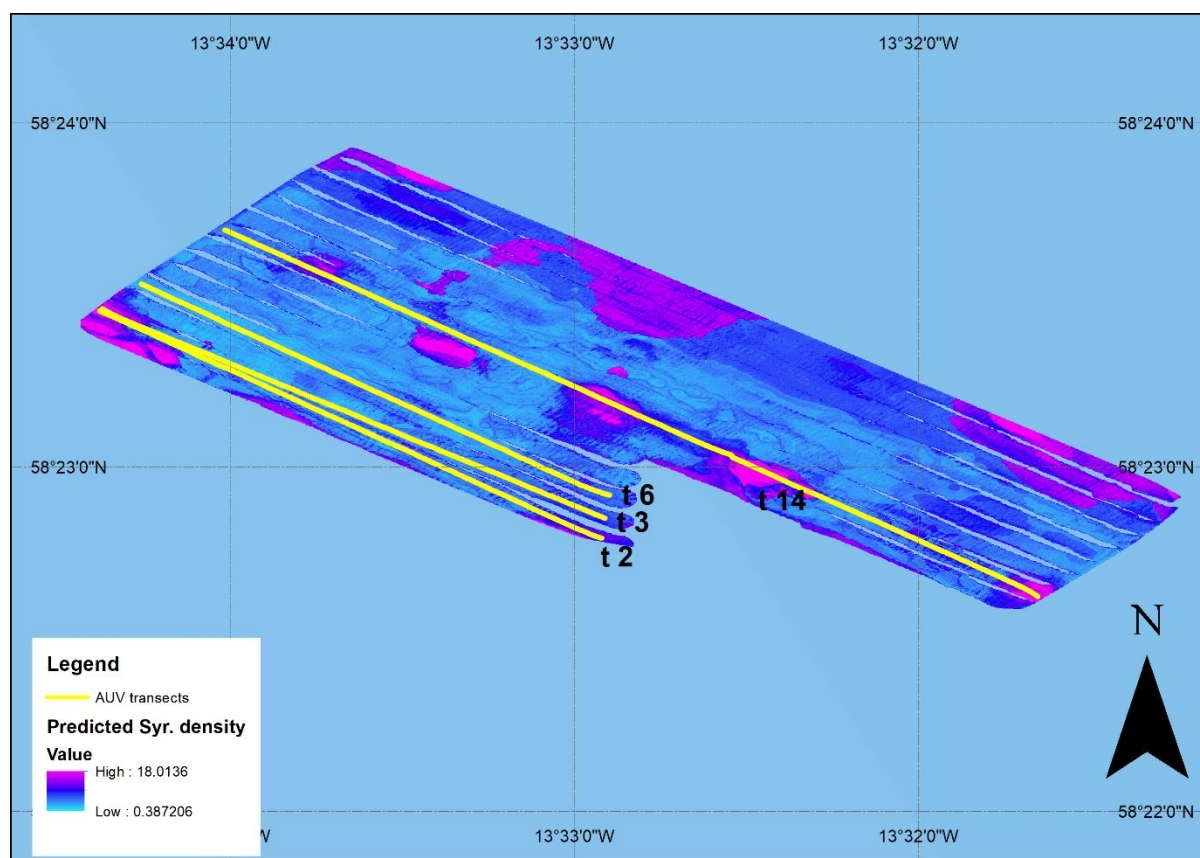 13°34'0"W 13°33'0"W 13°32'0"W
58°24'0"N 58°24'0"N
58°23'0"N 58°23'0"N
t 6
t 14
t 3
t 2
N
Legend
AUV transects
Predicted Syr. density
Value
High : 18.0136
Low : 0.387206
58°22'0"N
13°33'0"W 13°32'0"W